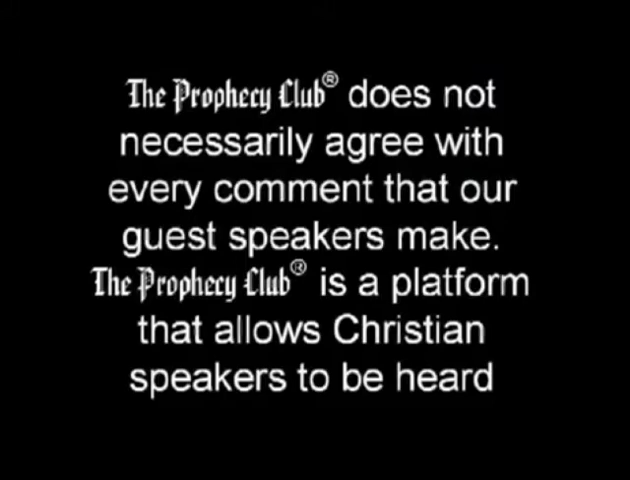 The Prophecy Club® does not
necessarily agree with
every comment that our
guest speakers make.
The Prophecy Club® is a platform
that allows Christian
speakers to be heard